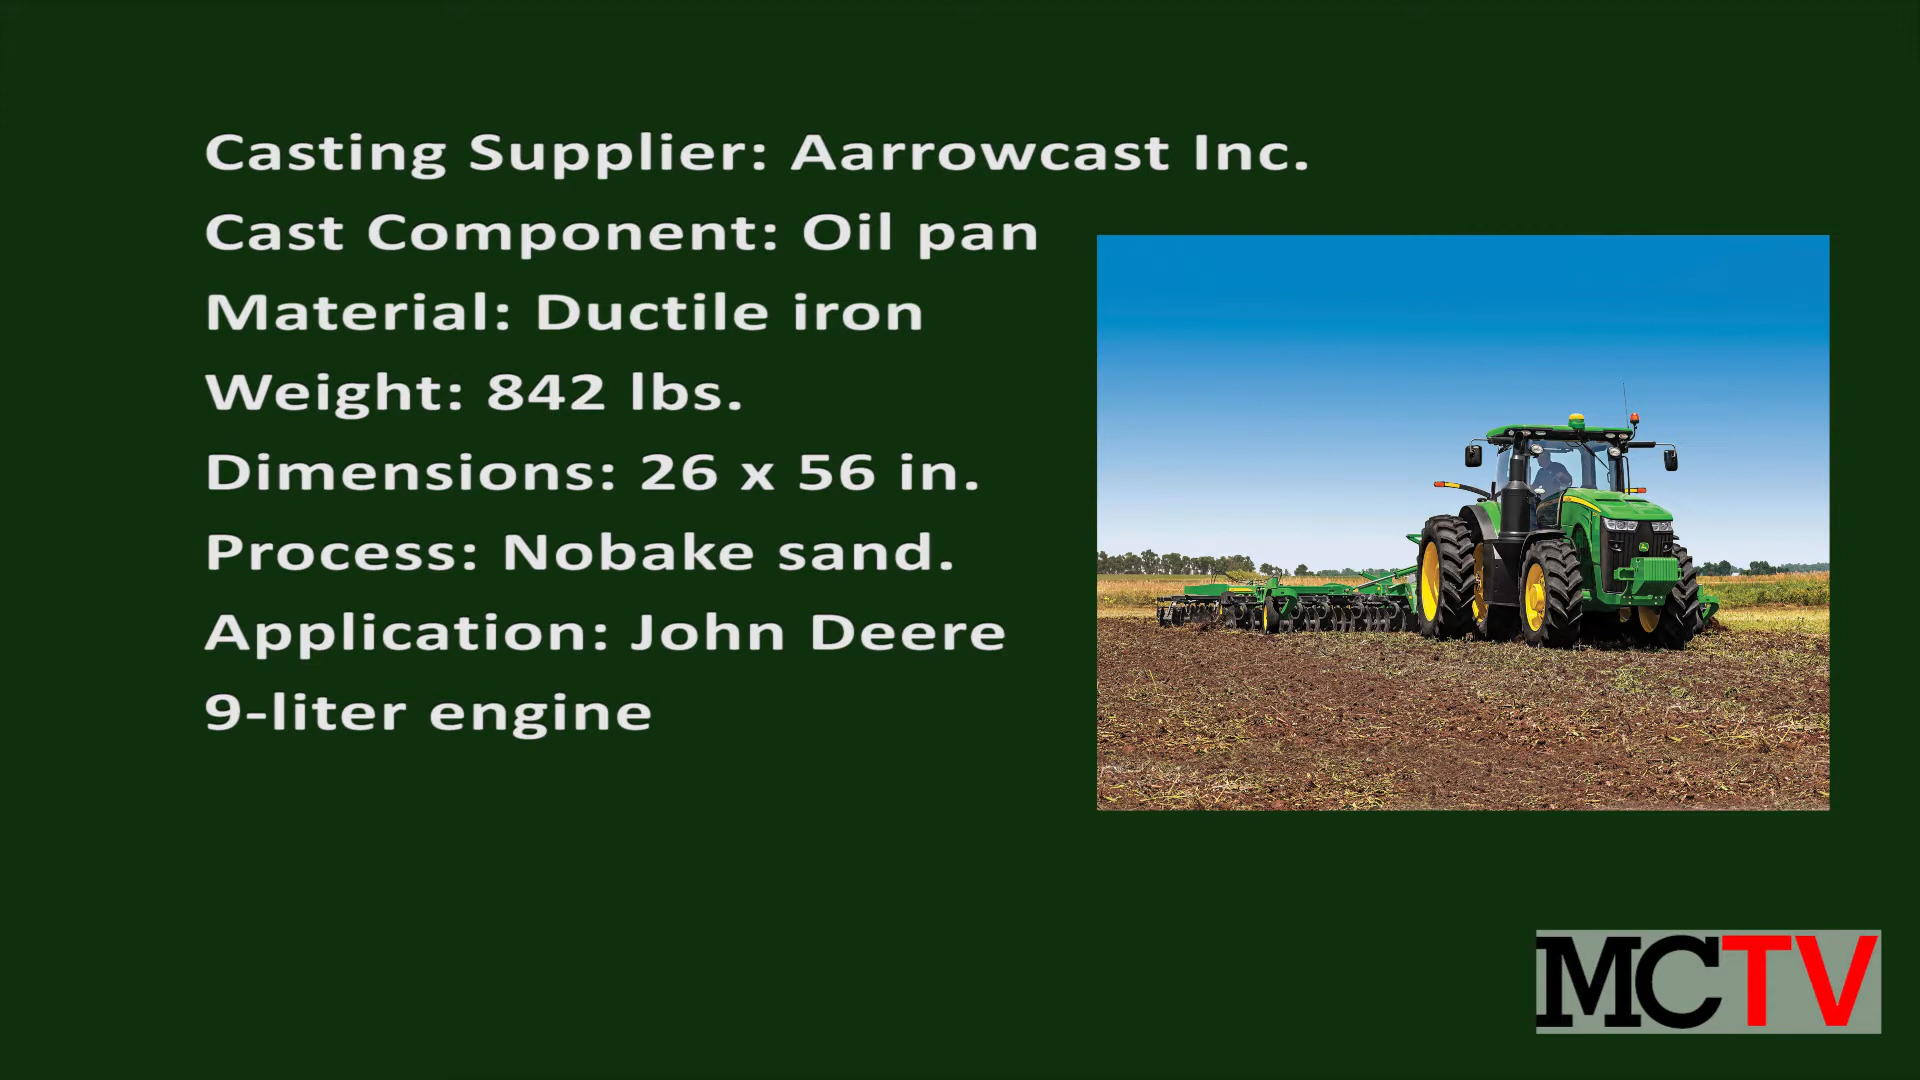 Casting Supplier: Aarrowcast Inc.
Cast Component: Oil pan
Material: Ductile iron
Weight: 842 lbs.
Dimensions: 26 x 56 in.
Process: Nobake sand.
Application: John Deere
9-liter engine
MCTV